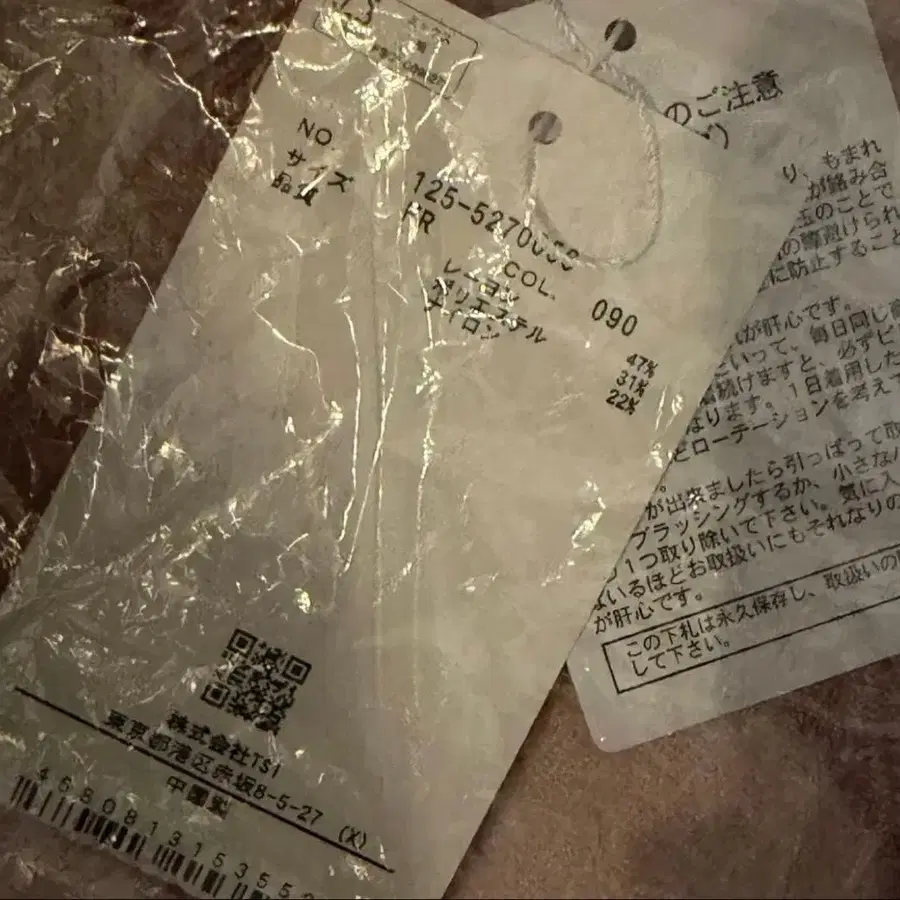 NO.
サイズ
品質
125-5270
FR
COL. 090
レーヨン 47%
ポリエステル 31%
ナイロン 22%
株式会社TSI
東京都港区赤坂8-5-27 (X)
中国製
468081315355
のご注意
り、もまれ
が絡み合
玉のことで
の等避けられ
に防止すること
が肝心です。
いって、毎日同じ
着続けますと、必ずピ
なります。1日着用した
とローテーションを考えて
が出来ましたら引っぱって取
ブラッシングするか、小さな
1つ取り除いて下さい。気に入
いるほどお取扱いにもそれなりの
が肝心です。
この下札は永久保存し、取扱いの
して下さい。